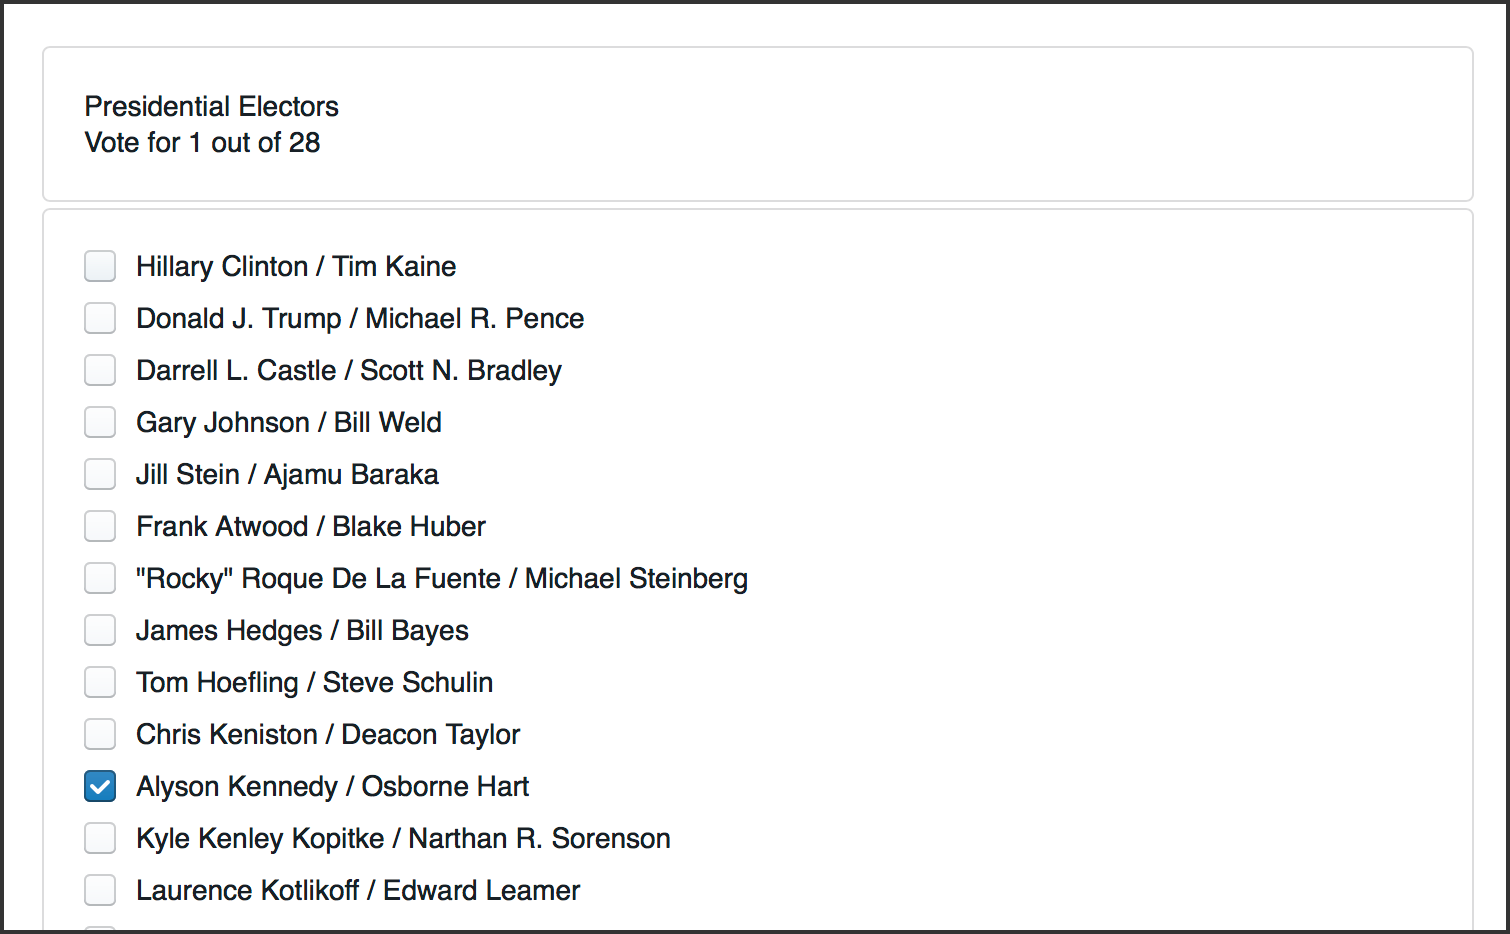 Presidential Electors
Vote for 1 out of 28
Hillary Clinton / Tim Kaine
Donald J. Trump / Michael R. Pence
Darrell L. Castle / Scott N. Bradley
Gary Johnson / Bill Weld
Jill Stein / Ajamu Baraka
Frank Atwood / Blake Huber
"Rocky" Roque De La Fuente / Michael Steinberg
James Hedges / Bill Bayes
Tom Hoefling / Steve Schulin
Chris Keniston / Deacon Taylor
Alyson Kennedy / Osborne Hart
Kyle Kenley Kopitke / Narthan R. Sorenson
Laurence Kotlikoff / Edward Leamer